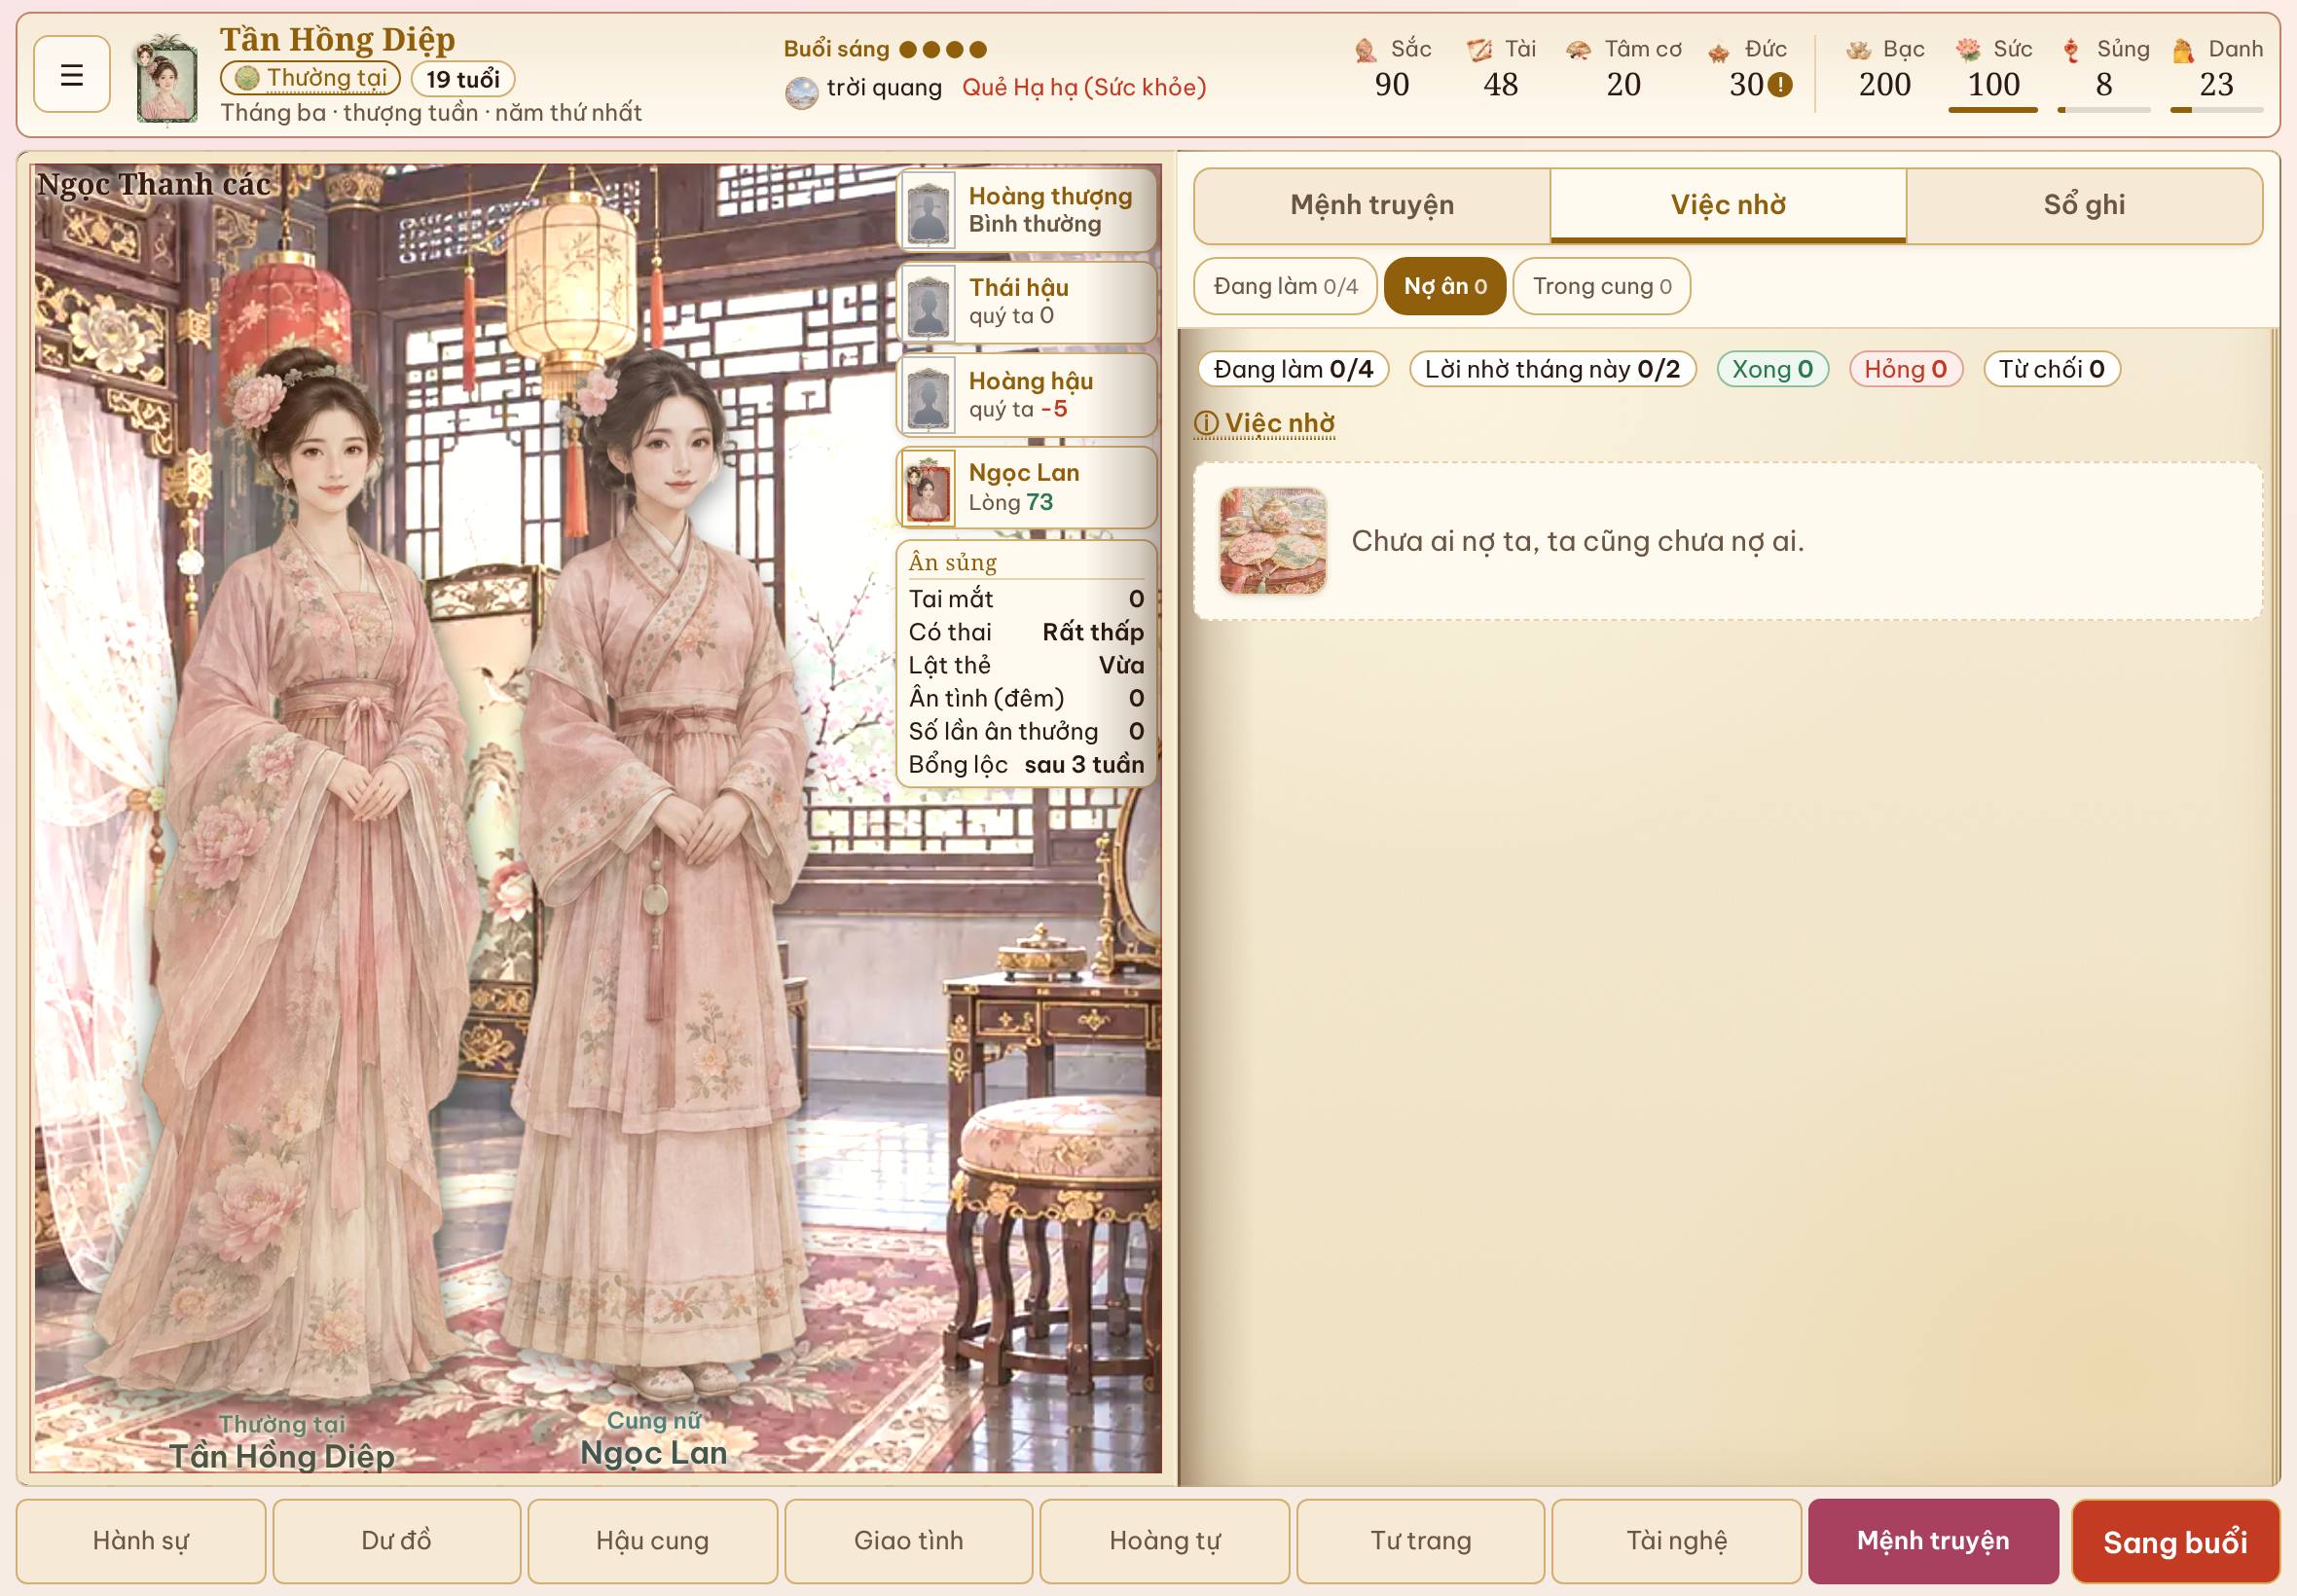 Tần Hồng Diệp
Thường tại
19 tuổi
Tháng ba · thượng tuần · năm thứ nhất
Buổi sáng
trời quang Quẻ Hạ hạ (Sức khỏe)
Sắc Tài Tâm cơ Đức Bạc Sức Sủng Danh
90 48 20 30 ! 200 100 8 23
Ngọc Thanh các
Hoàng thượng
Bình thường
Thái hậu
quý ta 0
Hoàng hậu
quý ta -5
Ngọc Lan
Lòng 73
Ân sủng
Tai mắt 0
Có thai Rất thấp
Lật thẻ Vừa
Ân tình (đêm) 0
Số lần ân thưởng 0
Bổng lộc sau 3 tuần
Thường tại
Tần Hồng Diệp
Cung nữ
Ngọc Lan
Mệnh truyện Việc nhờ Sổ ghi
Đang làm 0/4 Nợ ân 0 Trong cung 0
Đang làm 0/4 Lời nhờ tháng này 0/2 Xong 0 Hỏng 0 Từ chối 0
ⓘ Việc nhờ
Chưa ai nợ ta, ta cũng chưa nợ ai.
Hành sự Dư đồ Hậu cung Giao tình Hoàng tự Tư trang Tài nghệ Mệnh truyện Sang buổi